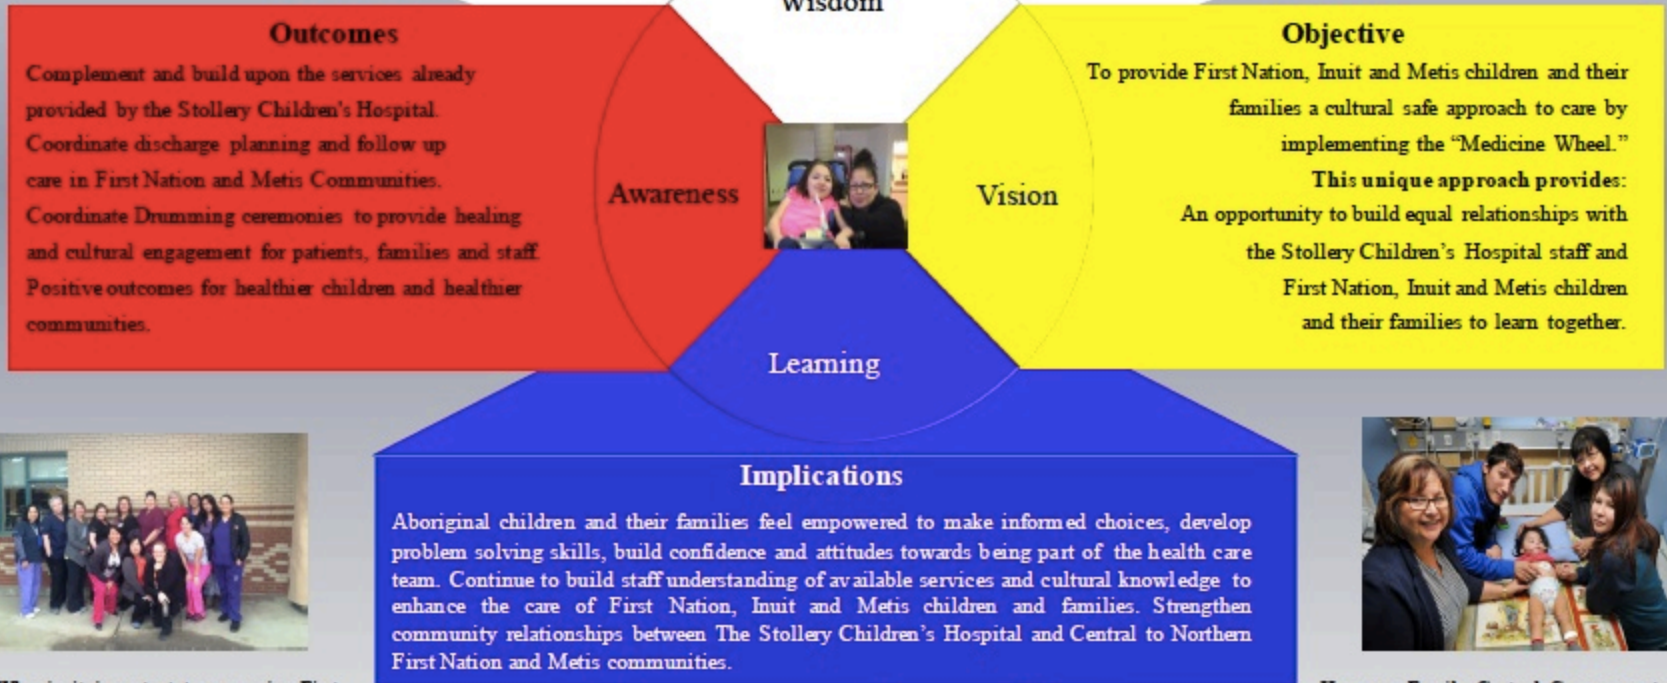 Wisdom
Outcomes
Complement and build upon the services already
provided by the Stollery Children's Hospital.
Coordinate discharge planning and follow up
care in First Nation and Metis Communities.
Coordinate Drumming ceremonies to provide healing
and cultural engagement for patients, families and staff.
Positive outcomes for healthier children and healthier
communities.
Awareness
Vision
Objective
To provide First Nation, Inuit and Metis children and their
families a cultural safe approach to care by
implementing the “Medicine Wheel.”
This unique approach provides:
An opportunity to build equal relationships with
the Stollery Children’s Hospital staff and
First Nation, Inuit and Metis children
and their families to learn together.
Learning
Implications
Aboriginal children and their families feel empowered to make informed choices, develop
problem solving skills, build confidence and attitudes towards being part of the health care
team. Continue to build staff understanding of available services and cultural knowledge to
enhance the care of First Nation, Inuit and Metis children and families. Strengthen
community relationships between The Stollery Children’s Hospital and Central to Northern
First Nation and Metis communities.